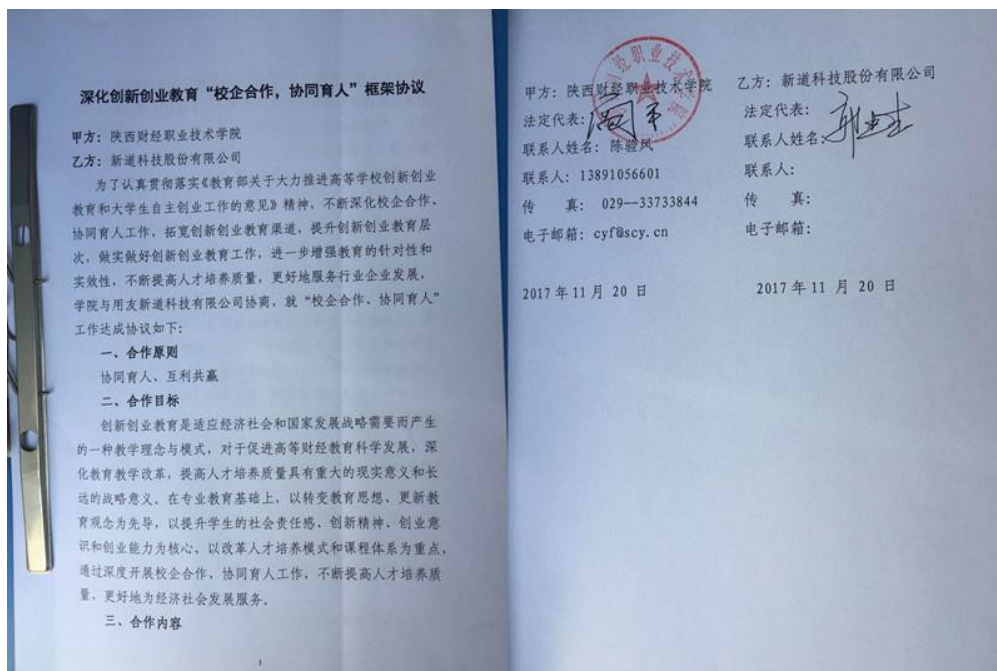 深化创新创业教育“校企合作，协同育人”框架协议
甲方：陕西财经职业技术学院
乙方：新道科技股份有限公司
为了认真贯彻落实《教育部关于大力推进高等学校创新创业
教育和大学生自主创业工作的意见》精神，不断深化校企合作、
协同育人工作，拓宽创新创业教育渠道，提升创新创业教育层
次，做实做好创新创业教育工作，进一步增强教育的针对性和
实效性，不断提高人才培养质量，更好地服务行业企业发展，
学院与用友新道科技有限公司协商，就“校企合作、协同育人”
工作达成协议如下：
一、合作原则
协同育人、互利共赢
二、合作目标
创新创业教育是适应经济社会和国家发展战略需要而产生
的一种教学理念与模式，对于促进高等财经教育科学发展，深
化教育教学改革，提高人才培养质量具有重大的现实意义和长
远的战略意义。在专业教育基础上，以转变教育思想、更新教
育观念为先导，以提升学生的社会责任感、创新精神、创业意
识和创业能力为核心，以改革人才培养模式和课程体系为重点，
通过深度开展校企合作、协同育人工作，不断提高人才培养质
量，更好地为经济社会发展服务。
三、合作内容
1
甲方：陕西财经职业技术学院
法定代表：
联系人姓名：陈骏风
联系人：13891056601
传 真：029--33733844
电子邮箱：cyf@scy.cn
2017年11月 20 日
乙方：新道科技股份有限公司
法定代表：
联系人姓名：
联系人：
传 真：
电子邮箱：
2017年11 月 20 日